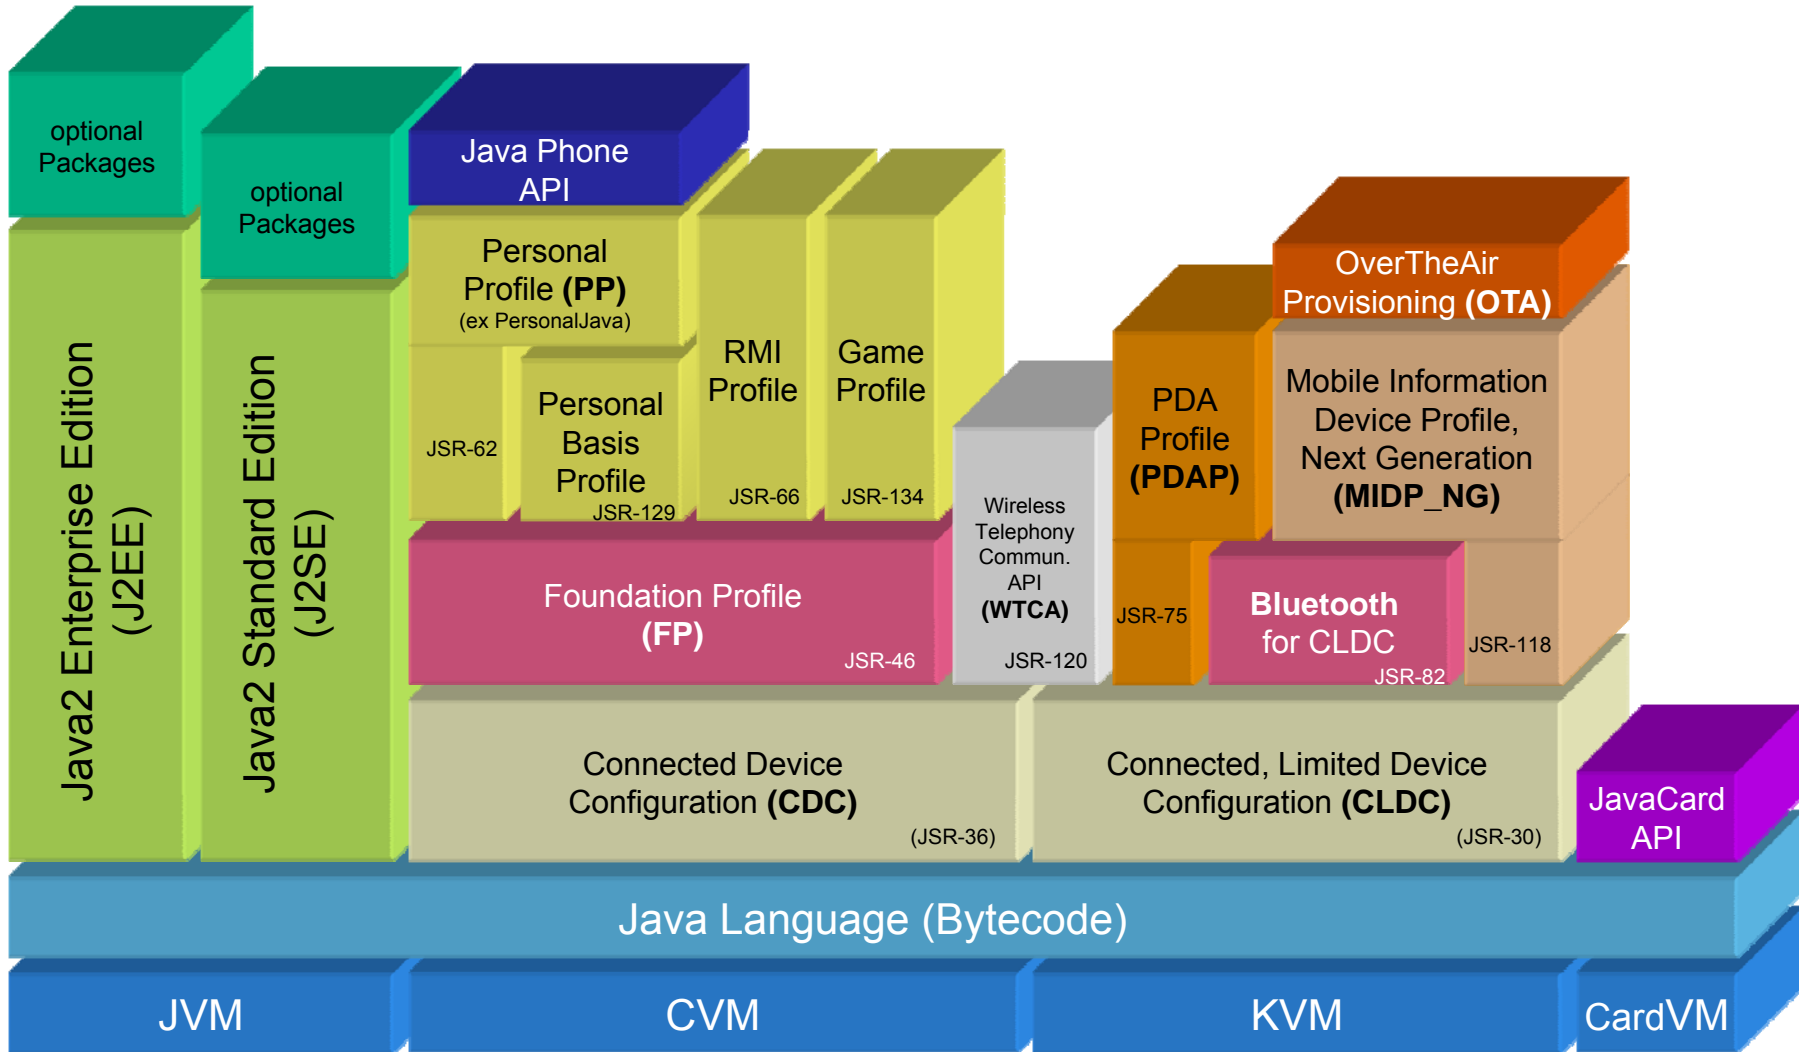 optional
Packages
optional
Packages
Java Phone
API
Personal
Profile (PP)
(ex PersonalJava)
JSR-62
Personal
Basis
Profile
JSR-129
RMI
Profile
JSR-66
Game
Profile
JSR-134
Java2 Enterprise Edition
(J2EE)
Java2 Standard Edition
(J2SE)
Foundation Profile
(FP)
JSR-46
Wireless
Telephony
Commun.
API
(WTCA)
JSR-120
PDA
Profile
(PDAP)
JSR-75
OverTheAir
Provisioning (OTA)
Mobile Information
Device Profile,
Next Generation
(MIDP_NG)
JSR-118
Bluetooth
for CLDC
JSR-82
Connected Device
Configuration (CDC)
(JSR-36)
Connected, Limited Device
Configuration (CLDC)
(JSR-30)
JavaCard
API
Java Language (Bytecode)
JVM
CVM
KVM
CardVM